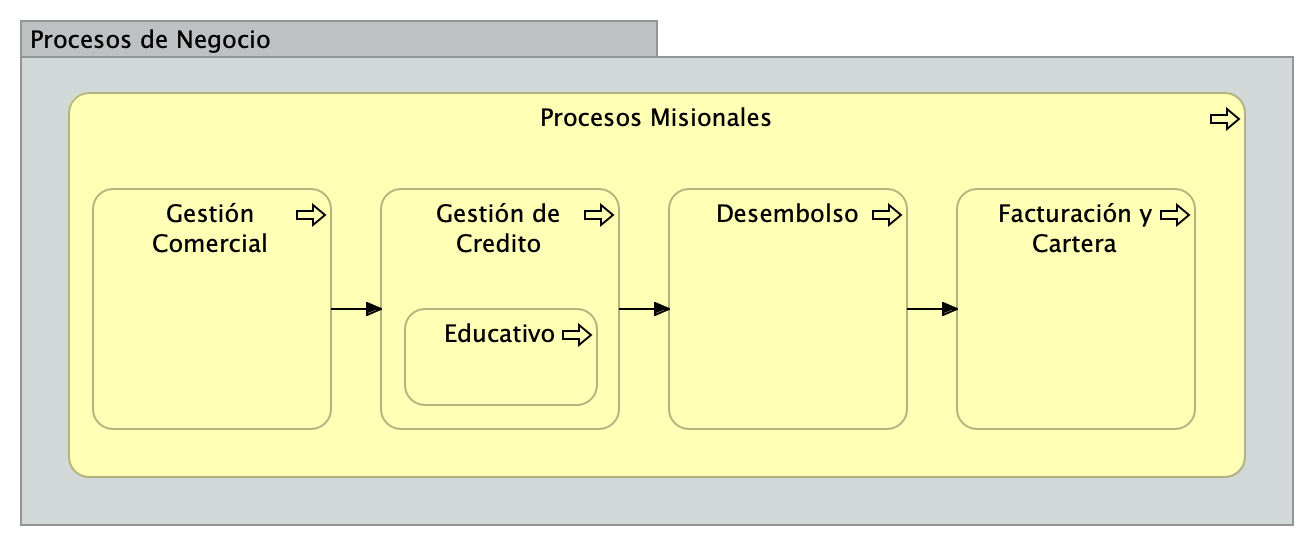 Procesos de Negocio
Procesos Misionales
Gestión
Comercial
Gestión de
Credito
Educativo
Desembolso
Facturación y
Cartera